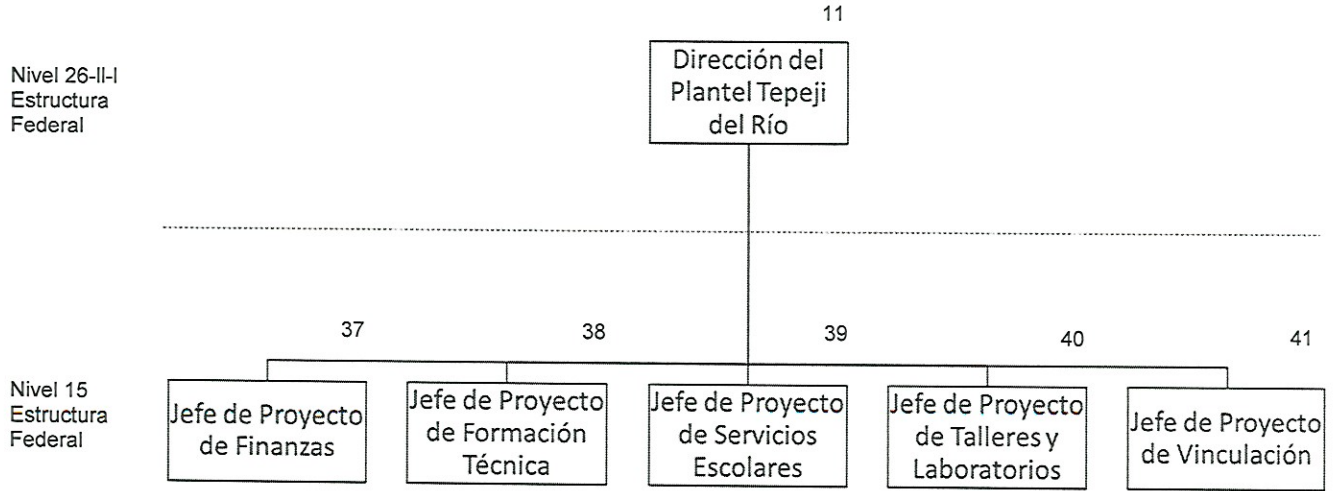 11
Dirección del
Plantel Tepeji
del Río
Nivel 26-II-I
Estructura
Federal
37
38
39
40
41
Nivel 15
Estructura
Federal
Jefe de Proyecto
de Finanzas
Jefe de Proyecto
de Formación
Técnica
Jefe de Proyecto
de Servicios
Escolares
Jefe de Proyecto
de Talleres y
Laboratorios
Jefe de Proyecto
de Vinculación